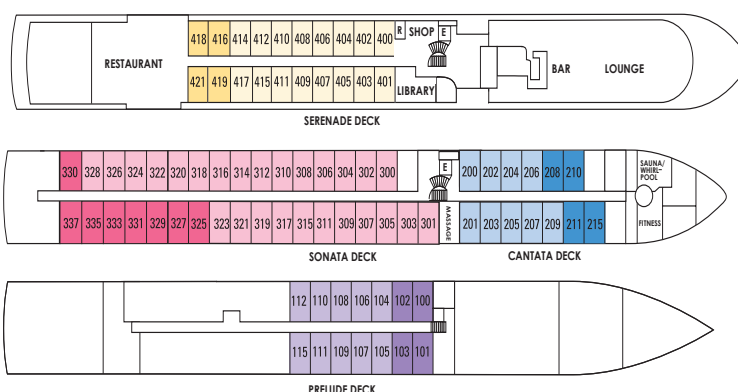 418 416 414 412 410 408 406 404 402 400 R SHOP E
RESTAURANT
BAR LOUNGE
421 419 417 415 411 409 407 405 403 401 LIBRARY
SERENADE DECK
330 328 326 324 322 320 318 316 314 312 310 308 306 304 302 300 E 200 202 204 206 208 210
SAUNA/
WHIRL-
POOL
337 335 333 331 329 327 325 323 321 319 317 315 311 309 307 305 303 301 MASSAGE 201 203 205 207 209 211 215 FITNESS
SONATA DECK CANTATA DECK
112 110 108 106 104 102 100
115 111 109 107 105 103 101
PRELUDE DECK